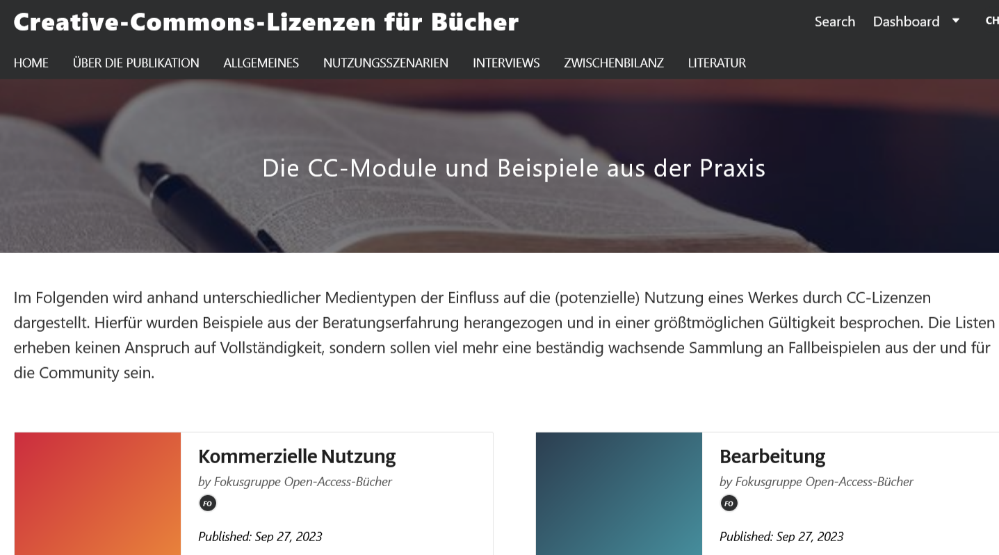 Creative-Commons-Lizenzen für Bücher
Search Dashboard CH
HOME ÜBER DIE PUBLIKATION ALLGEMEINES NUTZUNGSSZENARIEN INTERVIEWS ZWISCHENBILANZ LITERATUR
Die CC-Module und Beispiele aus der Praxis
Im Folgenden wird anhand unterschiedlicher Medientypen der Einfluss auf die (potenzielle) Nutzung eines Werkes durch CC-Lizenzen
dargestellt. Hierfür wurden Beispiele aus der Beratungserfahrung herangezogen und in einer größtmöglichen Gültigkeit besprochen. Die Listen
erheben keinen Anspruch auf Vollständigkeit, sondern sollen viel mehr eine beständig wachsende Sammlung an Fallbeispielen aus der und für
die Community sein.
Kommerzielle Nutzung
by Fokusgruppe Open-Access-Bücher
FO
Published: Sep 27, 2023
Bearbeitung
by Fokusgruppe Open-Access-Bücher
FO
Published: Sep 27, 2023